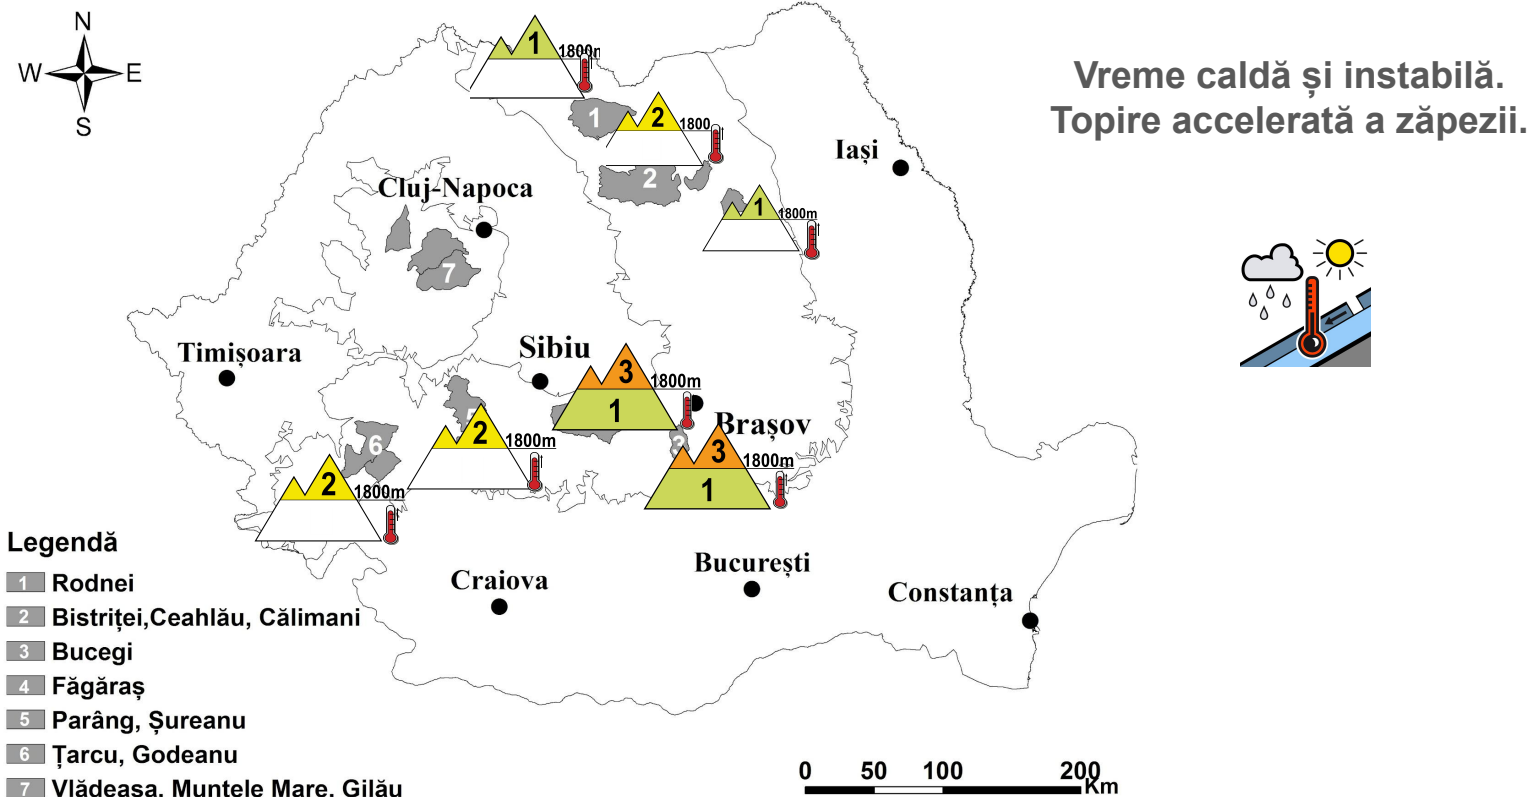 N
W E
S
1 1800m
Vreme caldă și instabilă.
Topire accelerată a zăpezii.
1
2 1800
Iași
2
Cluj-Napoca
1 1800m
7
Timișoara
Sibiu
3 1800m
1
Brașov
5
2 1800m
6
3
3 1800m
1
2 1800m
Legendă
1 Rodnei
2 Bistriței,Ceahlău, Călimani
3 Bucegi
4 Făgăraș
5 Parâng, Șureanu
6 Țarcu, Godeanu
7 Vlădeasa, Muntele Mare, Gilău
Craiova
București
Constanța
0 50 100 200
Km